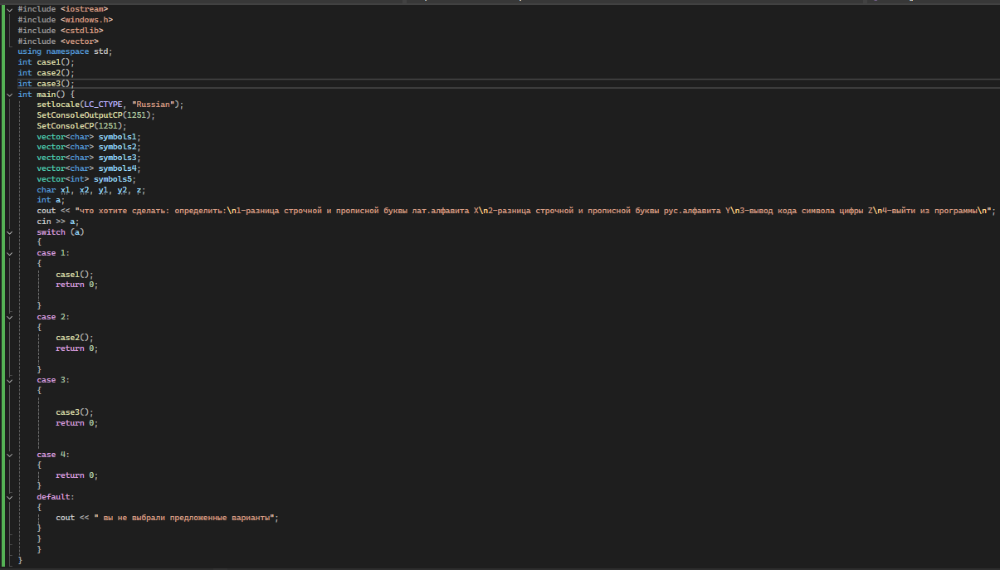 #include <iostream>
#include <windows.h>
#include <cstdlib>
#include <vector>
using namespace std;
int case1();
int case2();
int case3();
int main() {
    setlocale(LC_CTYPE, "Russian");
    SetConsoleOutputCP(1251);
    SetConsoleCP(1251);
    vector<char> symbols1;
    vector<char> symbols2;
    vector<char> symbols3;
    vector<char> symbols4;
    vector<int> symbols5;
    char x1, x2, y1, y2, z;
    int a;
    cout << "что хотите сделать: определить:\n1-разница строчной и прописной буквы лат.алфавита X\n2-разница строчной и прописной буквы рус.алфавита Y\n3-вывод кода символа цифры Z\n4-выйти из программы\n";
    cin >> a;
    switch (a)
    {
    case 1:
    {
        case1();
        return 0;
    }
    case 2:
    {
        case2();
        return 0;
    }
    case 3:
    {
        case3();
        return 0;
    case 4:
    {
        return 0;
    }
    default:
    {
        cout << " вы не выбрали предложенные варианты";
    }
    }
    }
}